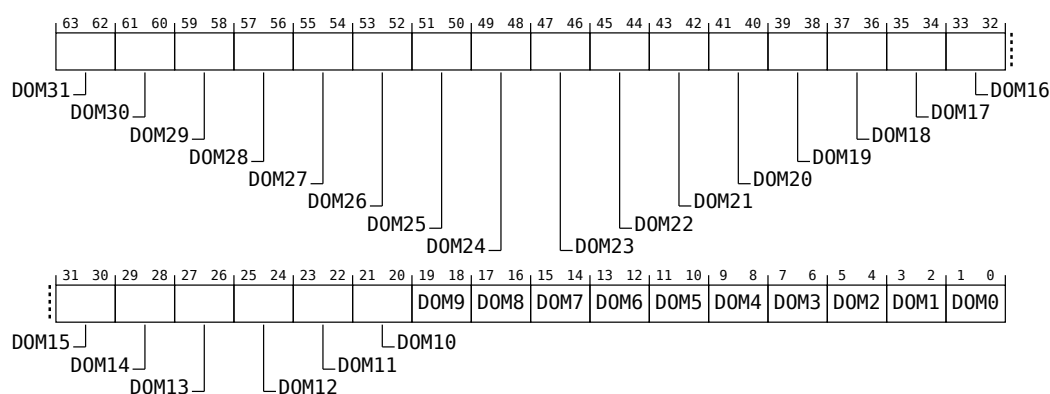 63 62 61 60 59 58 57 56 55 54 53 52 51 50 49 48 47 46 45 44 43 42 41 40 39 38 37 36 35 34 33 32
DOM31 DOM16
DOM30 DOM17
DOM29 DOM18
DOM28 DOM19
DOM27 DOM20
DOM26 DOM21
DOM25 DOM22
DOM24 DOM23
31 30 29 28 27 26 25 24 23 22 21 20 19 18 17 16 15 14 13 12 11 10 9 8 7 6 5 4 3 2 1 0
DOM9 DOM8 DOM7 DOM6 DOM5 DOM4 DOM3 DOM2 DOM1 DOM0
DOM15 DOM10
DOM14 DOM11
DOM13 DOM12